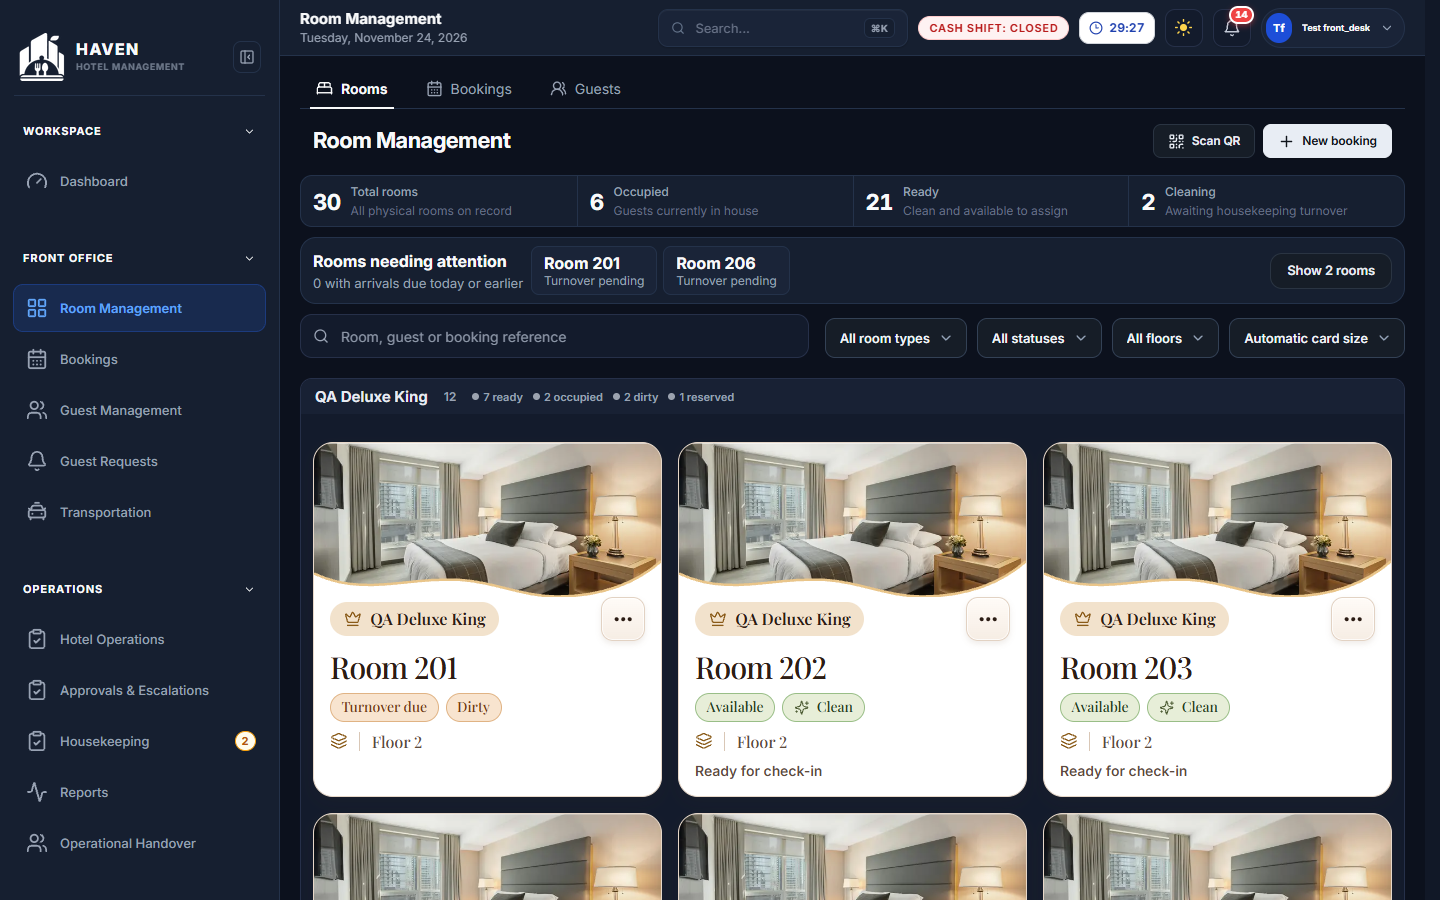 HAVEN
HOTEL MANAGEMENT
WORKSPACE
Dashboard
FRONT OFFICE
Room Management
Bookings
Guest Management
Guest Requests
Transportation
OPERATIONS
Hotel Operations
Approvals & Escalations
Housekeeping
2
Reports
Operational Handover
Room Management
Tuesday, November 24, 2026
Search...
⌘K
CASH SHIFT: CLOSED
29:27
14
Tf
Test front_desk
Rooms
Bookings
Guests
Room Management
Scan QR
New booking
30
Total rooms
All physical rooms on record
6
Occupied
Guests currently in house
21
Ready
Clean and available to assign
2
Cleaning
Awaiting housekeeping turnover
Rooms needing attention
0 with arrivals due today or earlier
Room 201
Turnover pending
Room 206
Turnover pending
Show 2 rooms
Room, guest or booking reference
All room types
All statuses
All floors
Automatic card size
QA Deluxe King
12
7 ready
2 occupied
2 dirty
1 reserved
QA Deluxe King
Room 201
Turnover due
Dirty
Floor 2
QA Deluxe King
Room 202
Available
Clean
Floor 2
Ready for check-in
QA Deluxe King
Room 203
Available
Clean
Floor 2
Ready for check-in